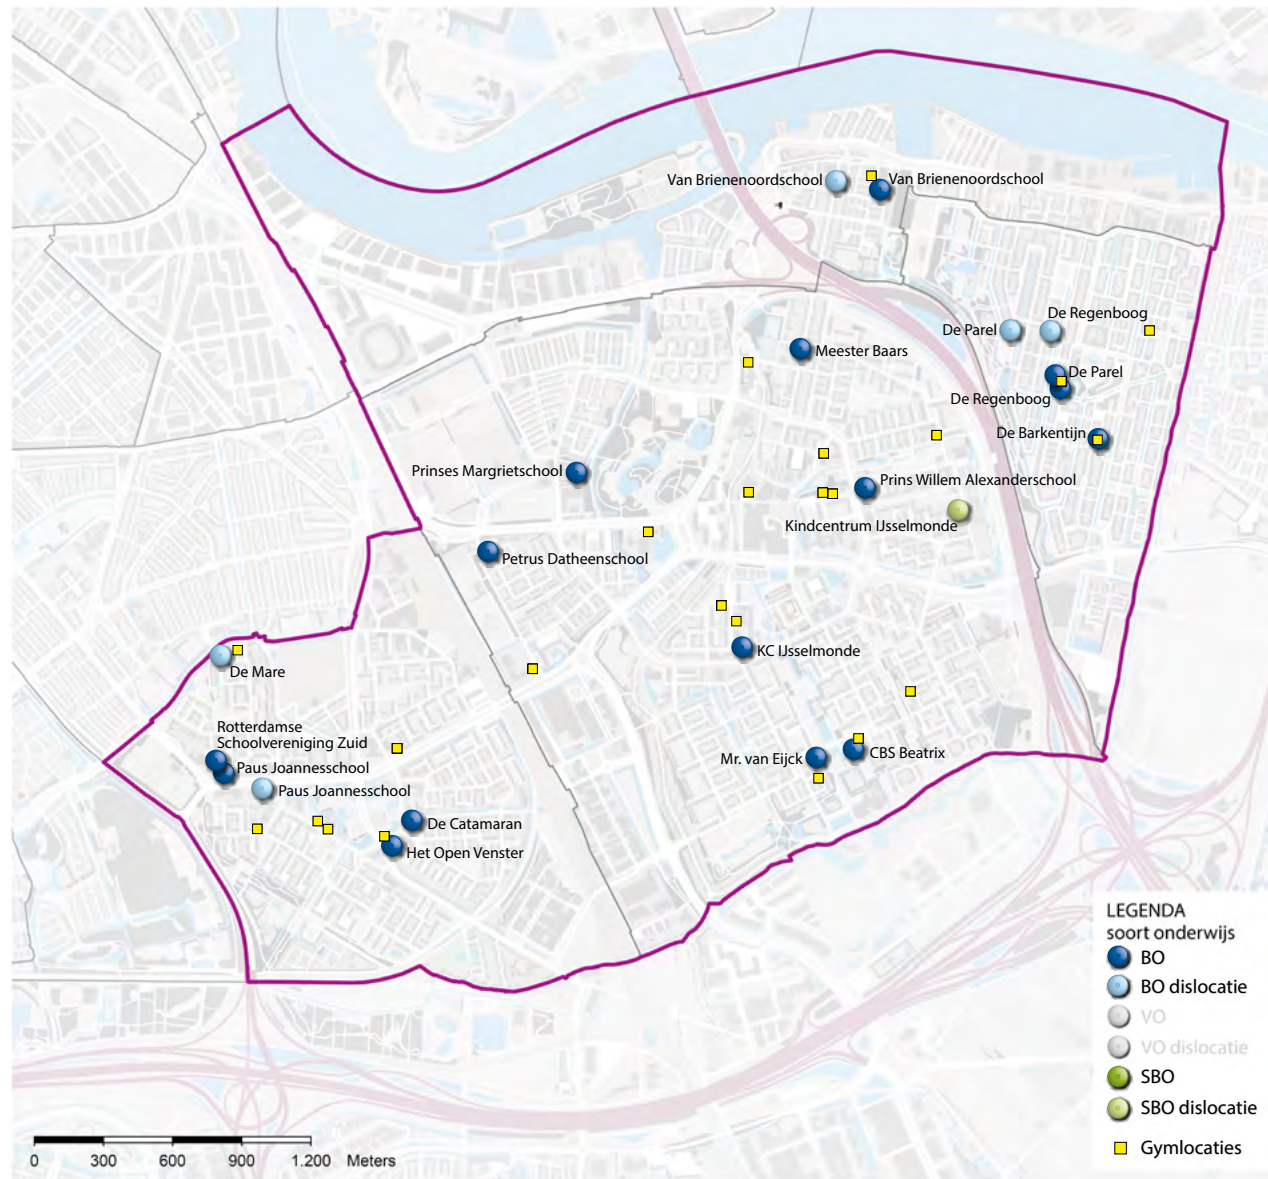 Van Brienenoordschool
Van Brienenoordschool
De Regenboog
De Parel
Meester Baars
De Parel
De Regenboog
De Barkentijn
Prinses Margrietschool
Prins Willem Alexanderschool
Kindcentrum IJsselmonde
Petrus Datheenschool
KC IJsselmonde
De Mare
Rotterdamse
Schoolvereniging Zuid
Paus Joannesschool
Paus Joannesschool
Mr. van Eijck
CBS Beatrix
De Catamaran
Het Open Venster
LEGENDA
soort onderwijs
BO
BO dislocatie
VO
VO dislocatie
SBO
SBO dislocatie
Gymlocaties
0 300 600 900 1.200 Meters